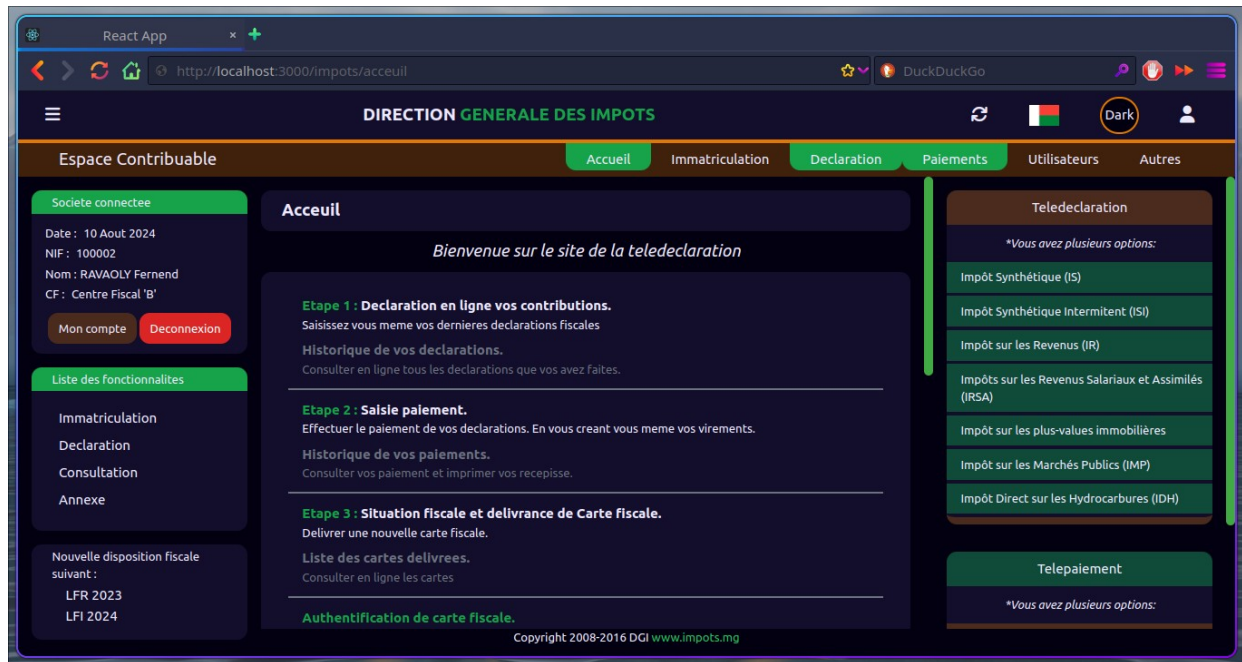 React App
http://localhost:3000/impots/acceuil
DuckDuckGo
DIRECTION GENERALE DES IMPOTS
Dark
Espace Contribuable
Accueil
Immatriculation
Declaration
Paiements
Utilisateurs
Autres
Societe connectee
Date : 10 Aout 2024
NIF : 100002
Nom : RAVAOLY Fernend
CF : Centre Fiscal 'B'
Mon compte
Deconnexion
Liste des fonctionnalites
Immatriculation
Declaration
Consultation
Annexe
Nouvelle disposition fiscale
suivant :
LFR 2023
LFI 2024
Acceuil
Bienvenue sur le site de la teledeclaration
Etape 1 : Declaration en ligne vos contributions.
Saisissez vous meme vos dernieres declarations fiscales
Historique de vos declarations.
Consulter en ligne tous les declarations que vos avez faites.
Etape 2 : Saisie paiement.
Effectuer le paiement de vos declarations. En vous creant vous meme vos virements.
Historique de vos paiements.
Consulter vos paiement et imprimer vos recepisse.
Etape 3 : Situation fiscale et delivrance de Carte fiscale.
Delivrer une nouvelle carte fiscale.
Liste des cartes delivrees.
Consulter en ligne les cartes
Authentification de carte fiscale.
Teledeclaration
*Vous avez plusieurs options:
Impôt Synthétique (IS)
Impôt Synthétique Intermitent (ISI)
Impôt sur les Revenus (IR)
Impôts sur les Revenus Salariaux et Assimilés
(IRSA)
Impôt sur les plus-values immobilières
Impôt sur les Marchés Publics (IMP)
Impôt Direct sur les Hydrocarbures (IDH)
Telepaiement
*Vous avez plusieurs options:
Copyright 2008-2016 DGI www.impots.mg